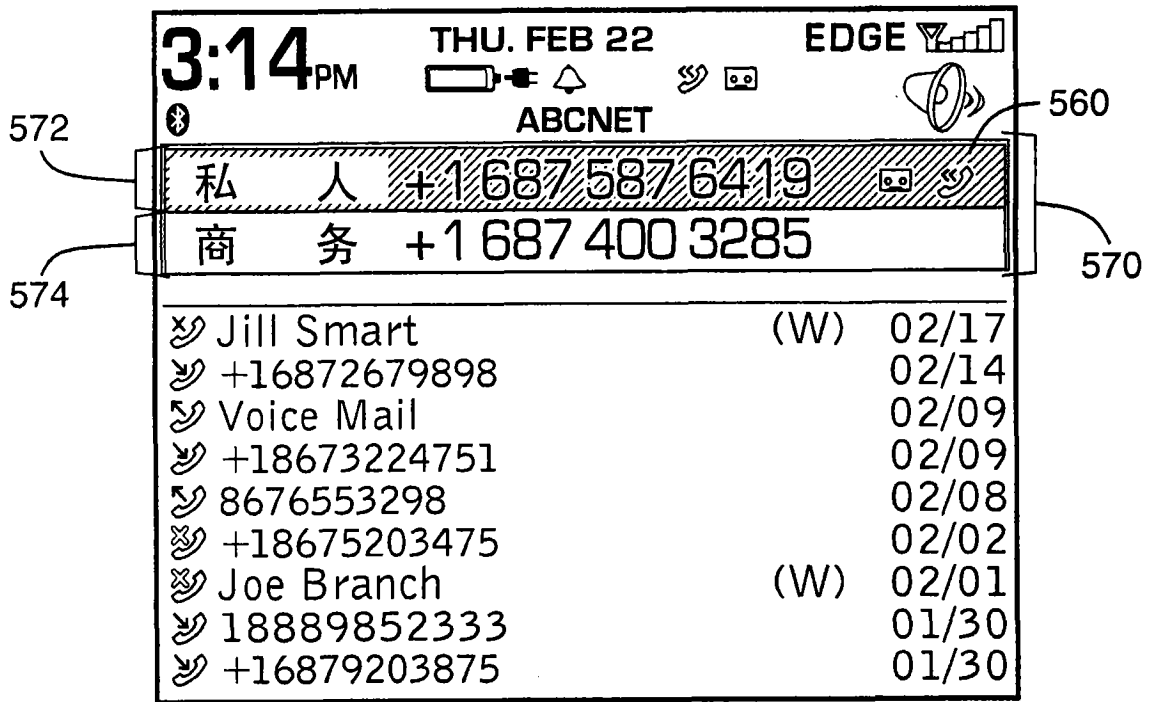 3:14PM THU. FEB 22 EDGE
ABCNET
572
560
私 人 +1 687 587 6419
商 务 +1 687 400 3285
574
570
Jill Smart (W) 02/17
+16872679898 02/14
Voice Mail 02/09
+18673224751 02/09
8676553298 02/08
+18675203475 02/02
Joe Branch (W) 02/01
18889852333 01/30
+16879203875 01/30